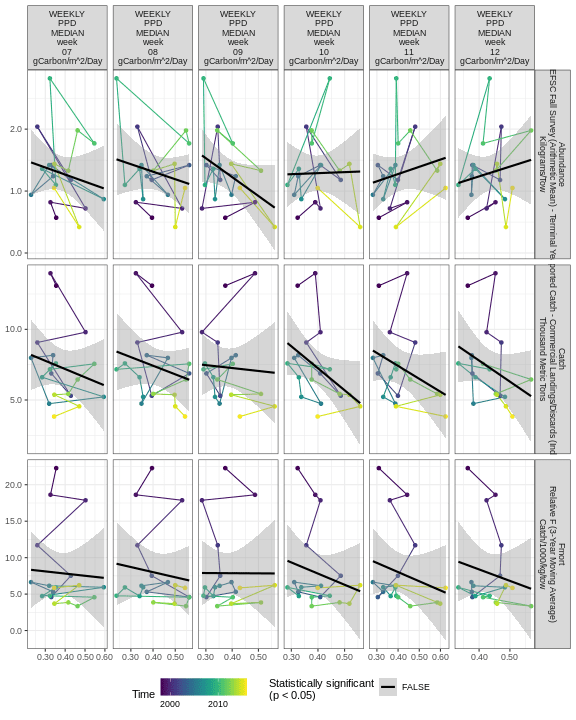 WEEKLY
PPD
MEDIAN
week
07
gCarbon/m^2/Day
WEEKLY
PPD
MEDIAN
week
08
gCarbon/m^2/Day
WEEKLY
PPD
MEDIAN
week
09
gCarbon/m^2/Day
WEEKLY
PPD
MEDIAN
week
10
gCarbon/m^2/Day
WEEKLY
PPD
MEDIAN
week
11
gCarbon/m^2/Day
WEEKLY
PPD
MEDIAN
week
12
gCarbon/m^2/Day
2.0
1.0
0.0
Abundance
EFSC Fall Survey (Arithmetic Mean) - Terminal Ye
Kilograms/Tow
10.0
5.0
Catch
ported Catch - Commercial Landings/Discards (Ind
Thousand Metric Tons
20.0
15.0
10.0
5.0
0.0
Fmort
Relative F (3-Year Moving Average)
Catch/1000/kg/tow
0.30 0.40 0.50 0.60
0.30 0.40 0.50
0.30 0.40 0.50
0.30 0.40 0.50
0.30 0.40 0.50 0.60
0.40 0.50
Time
2000 2010
Statistically significant
(p < 0.05)
FALSE